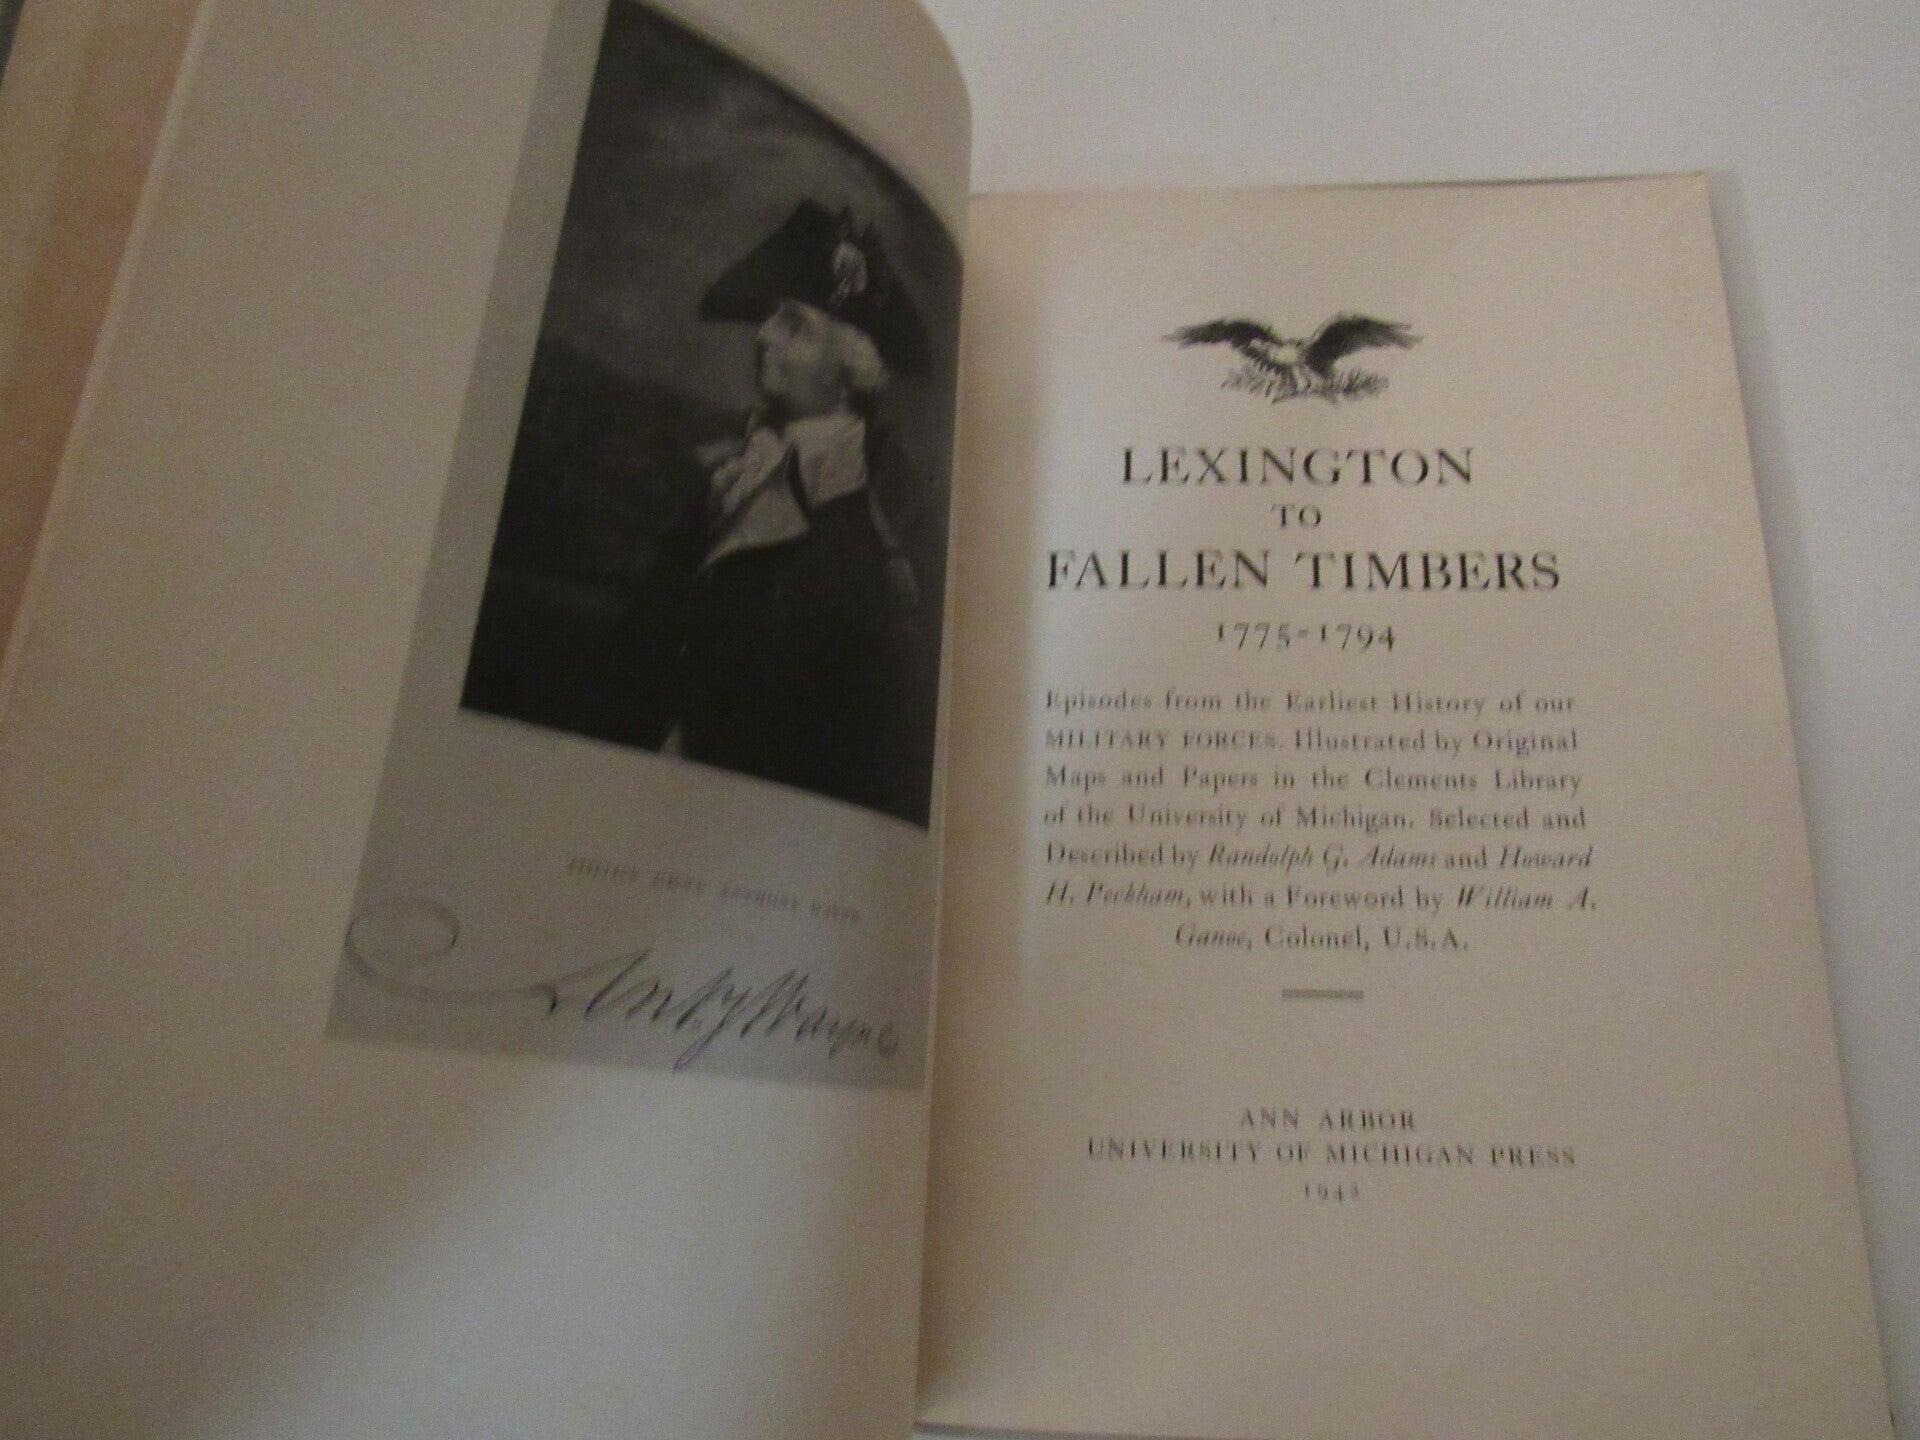 Anty Wayne
LEXINGTON
TO
FALLEN TIMBERS
1775-1794
Episodes from the Earliest History of our
MILITARY FORCES. Illustrated by Original
Maps and Papers in the Clements Library
of the University of Michigan. Selected and
Described by Randolph G. Adams and Howard
H. Peckham, with a Foreword by William A.
Ganoe, Colonel, U.S.A.
ANN ARBOR
UNIVERSITY OF MICHIGAN PRESS